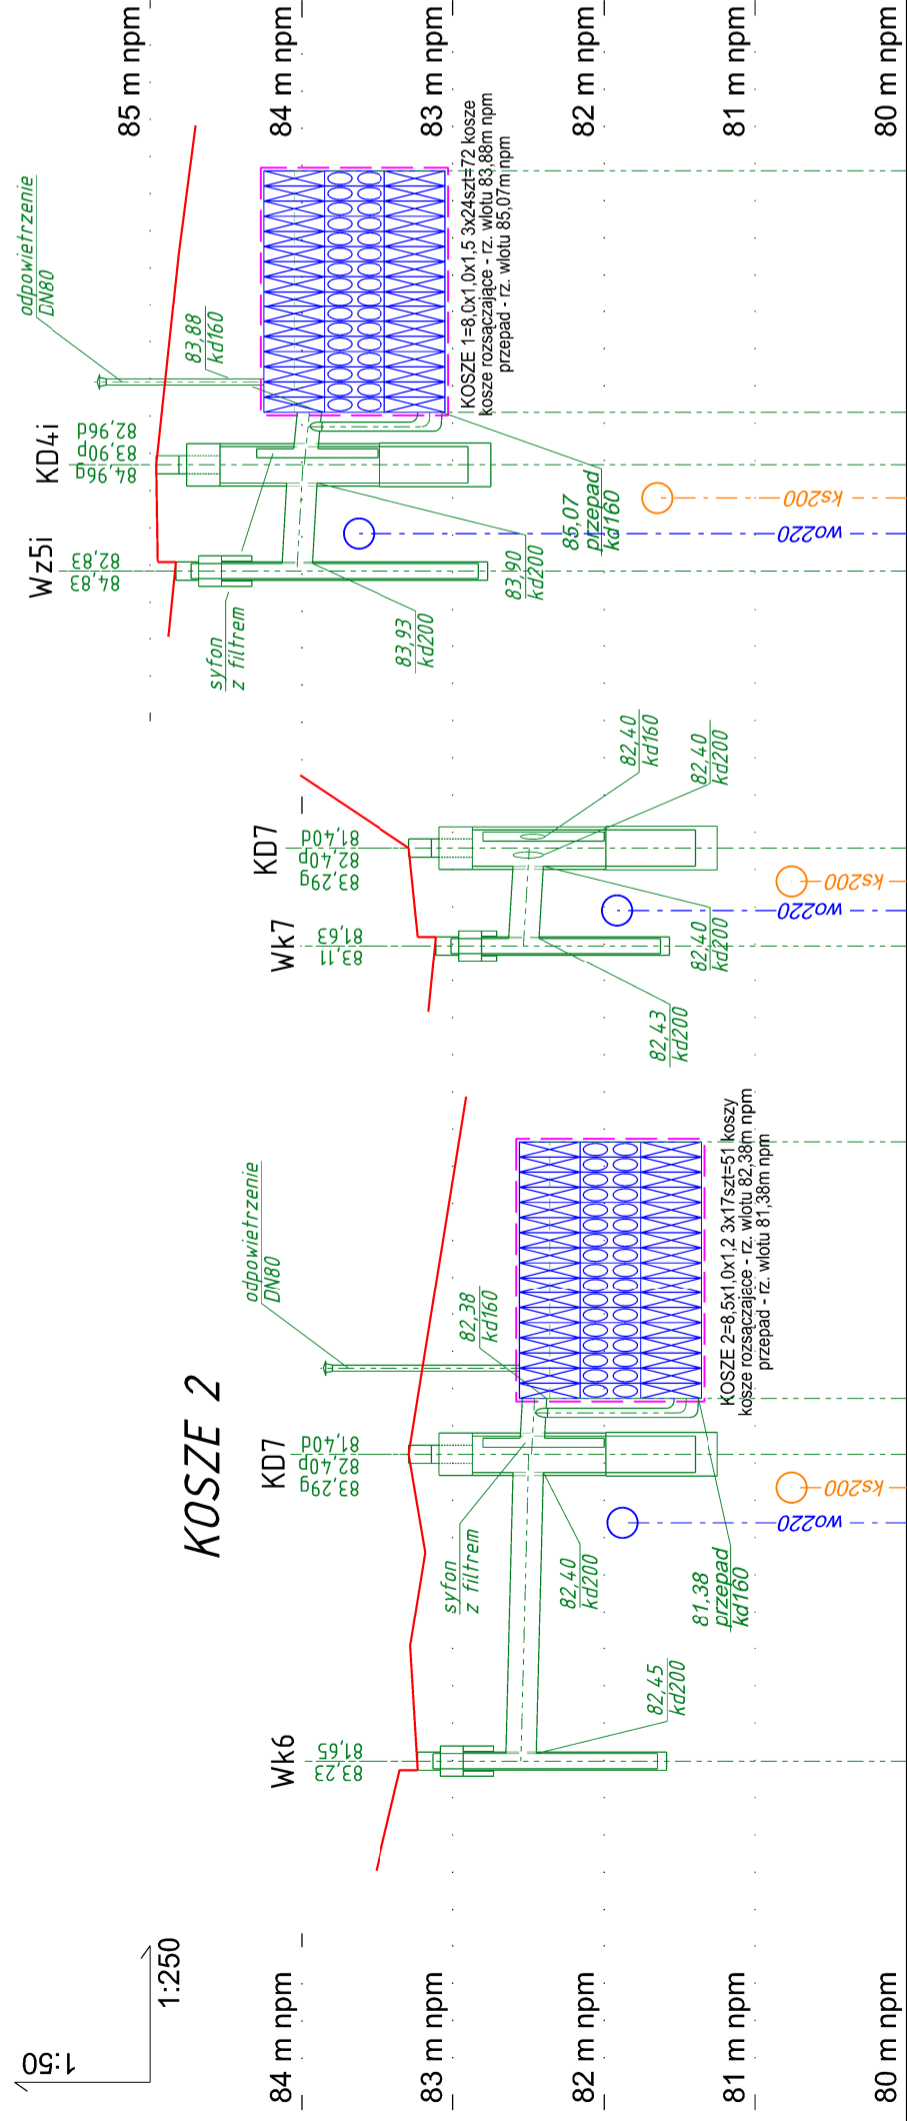 1:50
1:250
84 m npm
83 m npm
82 m npm
81 m npm
80 m npm
KOSZE 2
Wk6
83,23
81,65
82,45
kd200
KD7
83,29g
82,40p
81,40d
syfon
z filtrem
82,40
kd200
81,38
przepad
kd160
wo220
ks200
odpowietrzenie
DN80
82,38
kd160
KOSZE 2=8,5x1,0x1,2 3x17szt=51 koszy
kosze rozsączające - rz. wlotu 82,38m npm
przepad - rz. wlotu 81,38m npm
Wk7
83,11
81,63
82,43
kd200
KD7
83,29g
82,40p
81,40d
82,40
kd200
82,40
kd160
82,40
kd200
wo220
ks200
Wz5i
84,83
82,83
syfon
z filtrem
83,93
kd200
KD4i
84,96g
83,90p
82,96d
83,90
kd200
85,07
przepad
kd160
wo220
ks200
odpowietrzenie
DN80
83,88
kd160
KOSZE 1=8,0x1,0x1,5 3x24szt=72 kosze
kosze rozsączające - rz. wlotu 83,88m npm
przepad - rz. wlotu 85,07m npm
85 m npm
84 m npm
83 m npm
82 m npm
81 m npm
80 m npm